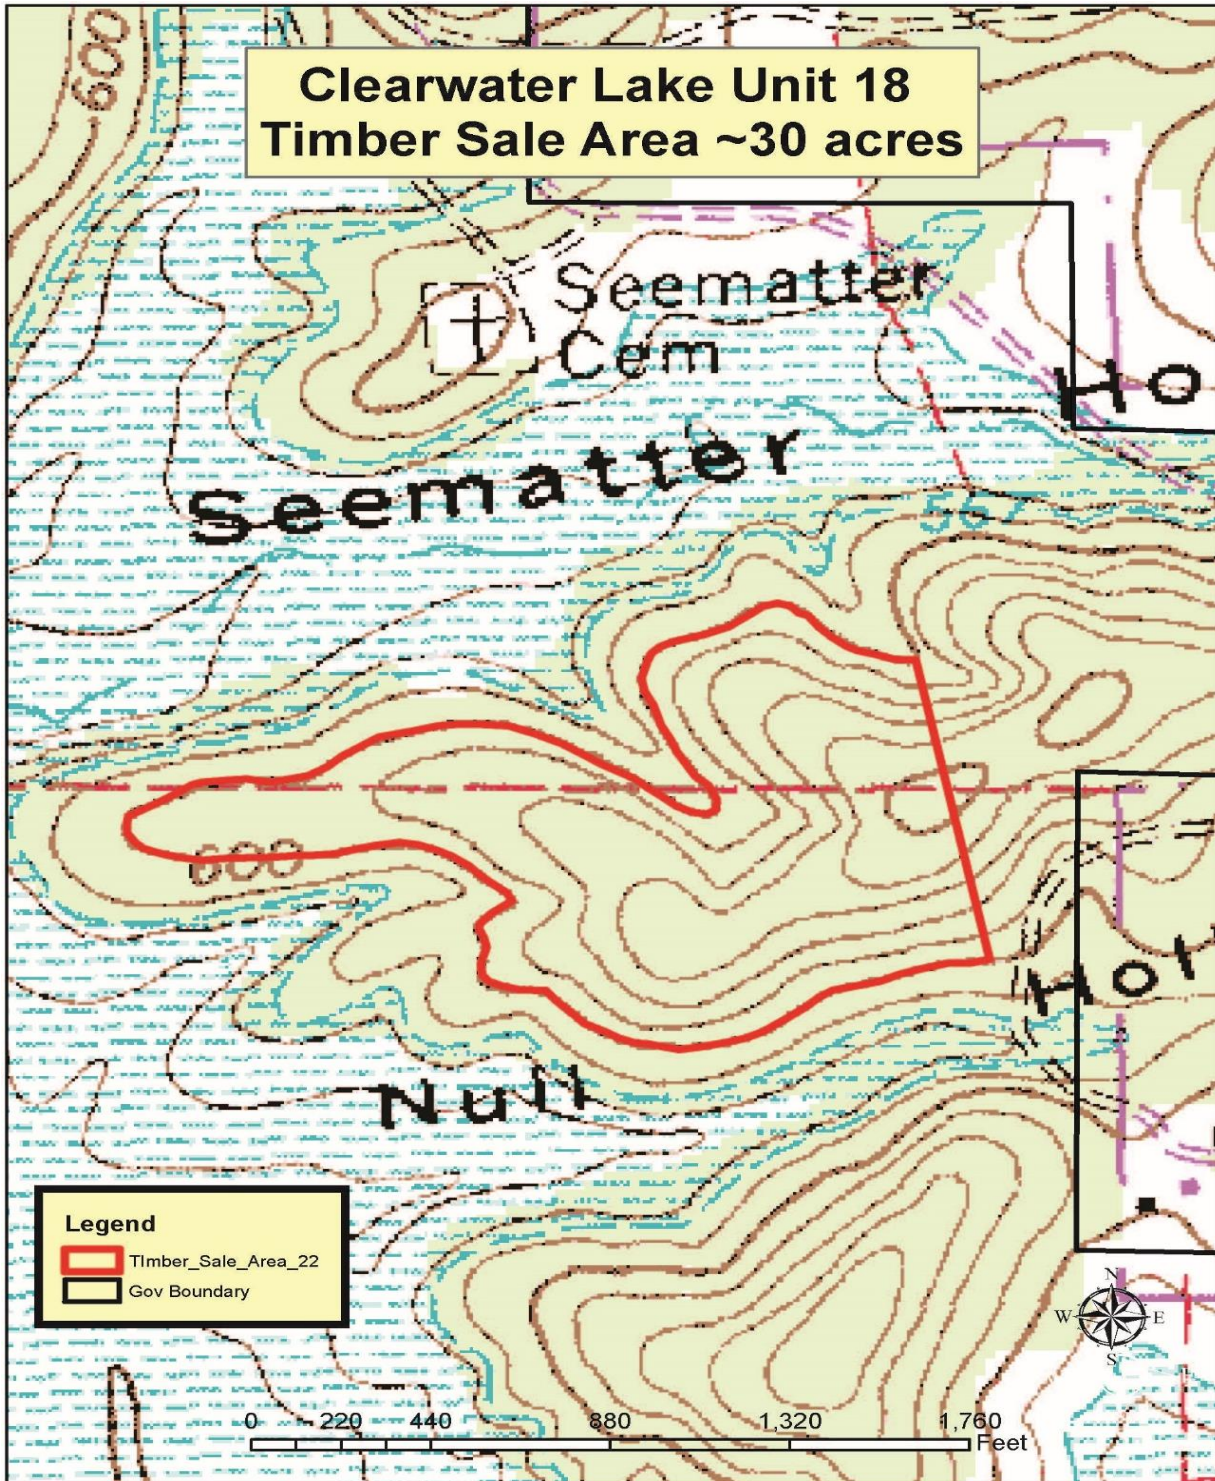 600
Clearwater Lake Unit 18
Timber Sale Area ~30 acres
Seematter
Cem
Ho
Seematter
557
600
Hol
Null
Legend
TImber_Sale_Area_22
Gov Boundary
N
W E
S
0 220 440 880 1,320 1,760
Feet